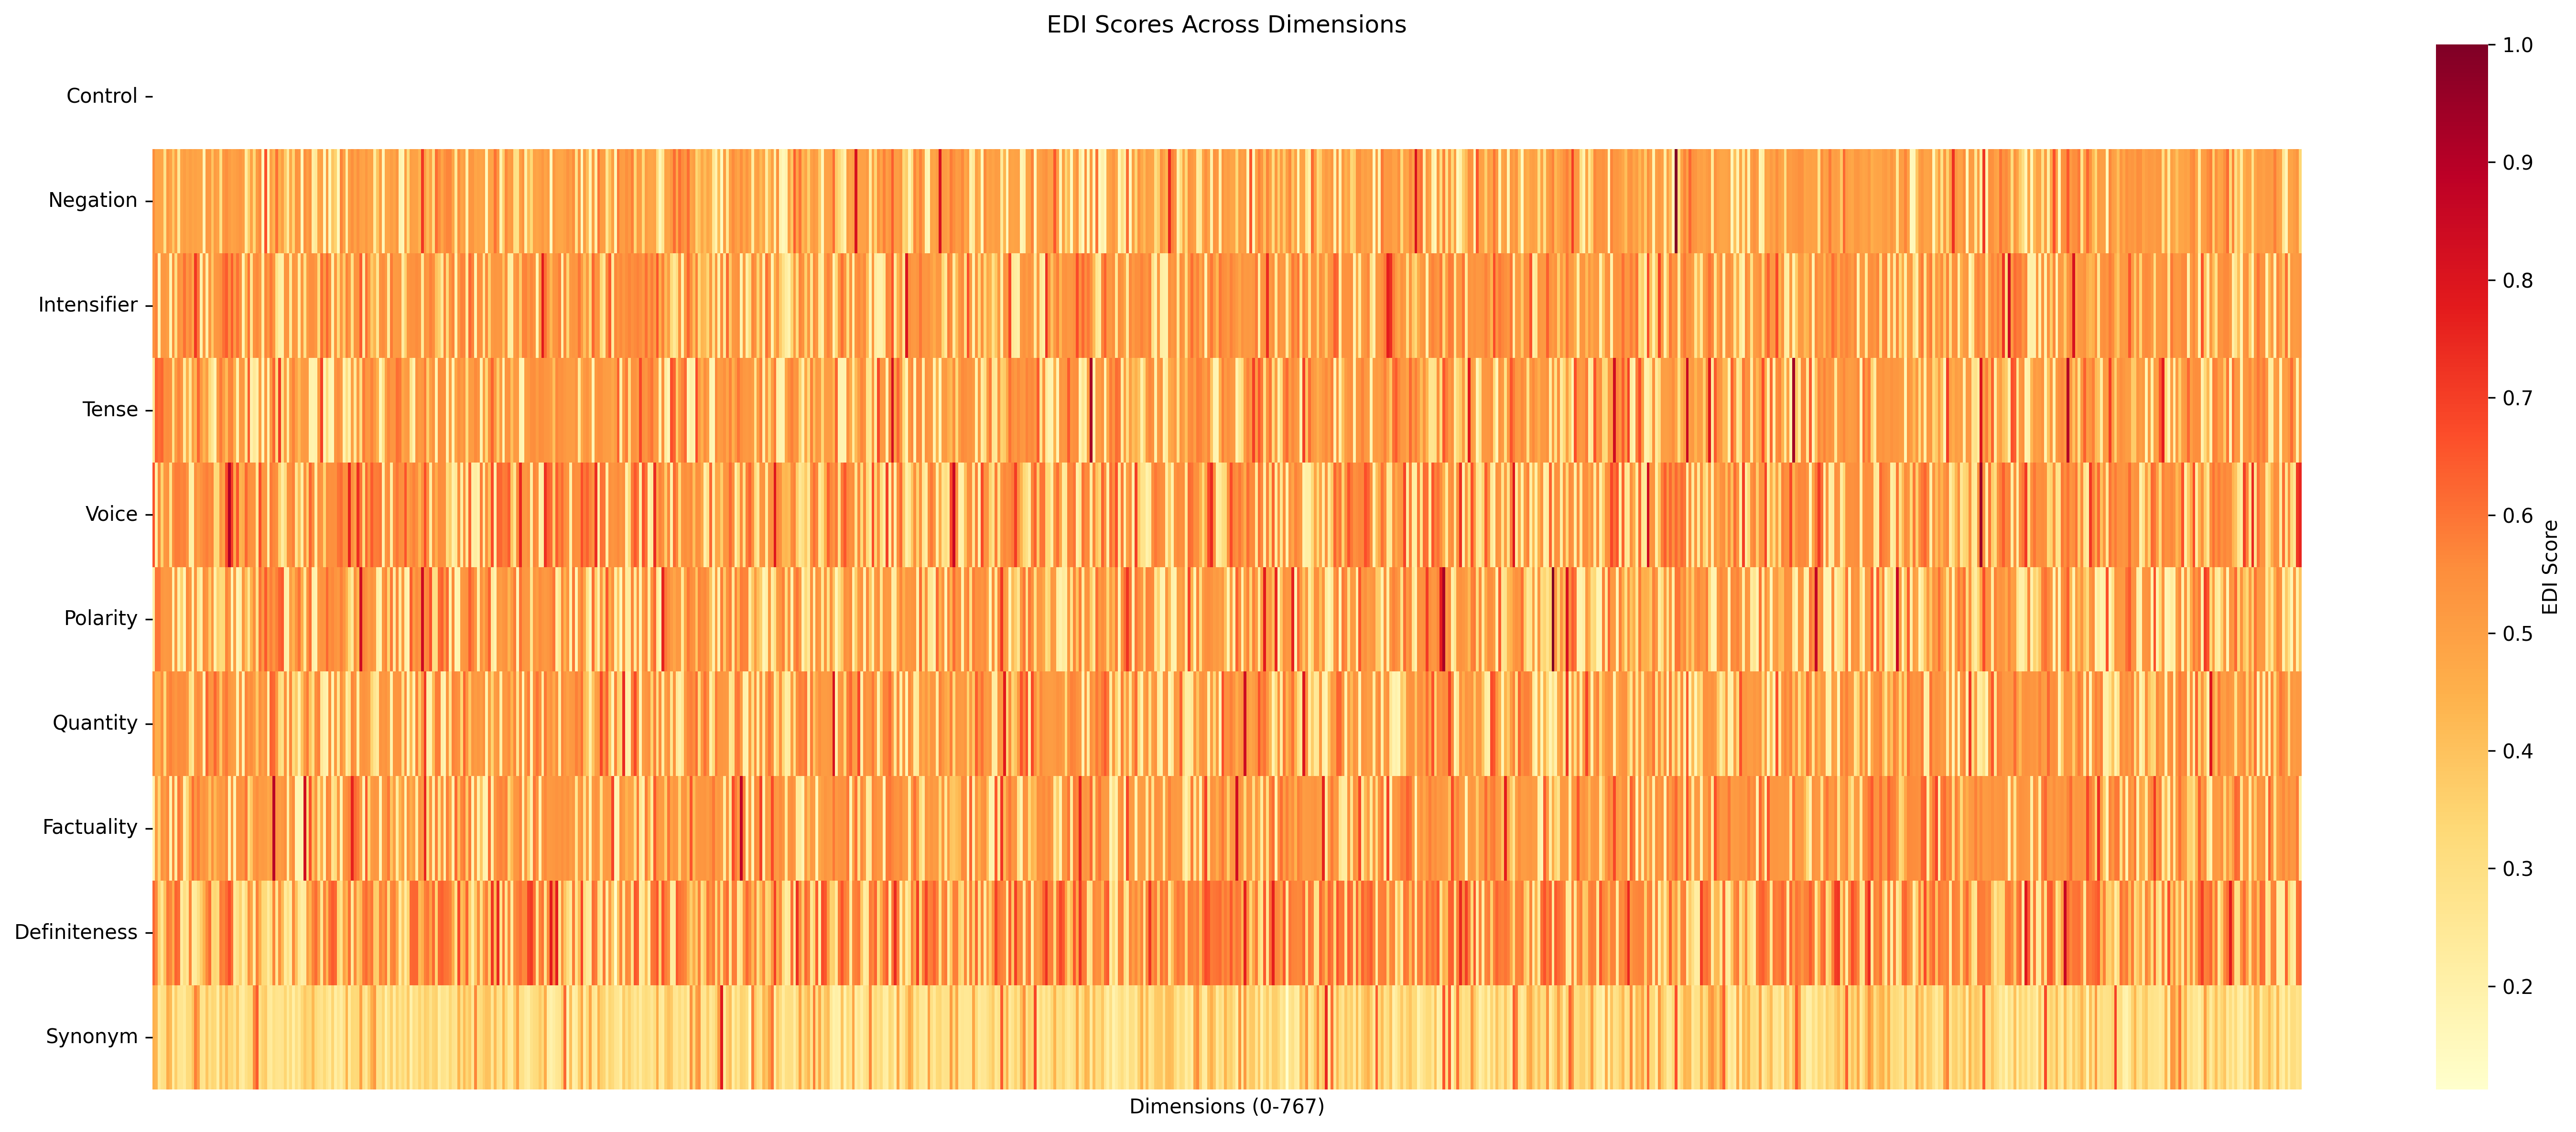 EDI Scores Across Dimensions
Control
Negation
Intensifier
Tense
Voice
Polarity
Quantity
Factuality
Definiteness
Synonym
Dimensions (0-767)
1.0
0.9
0.8
0.7
0.6
0.5
0.4
0.3
0.2
EDI Score